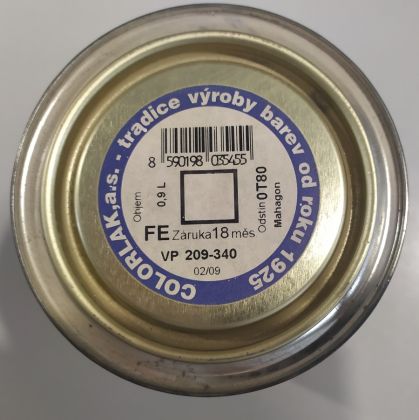 COLORLAK,a.s. - tradice výroby barev od roku 1925
8 590198 035455
Objem
0,9 L
Odstín 0T80
Mahagon
FE Záruka 18 měs
VP 209-340
02/09